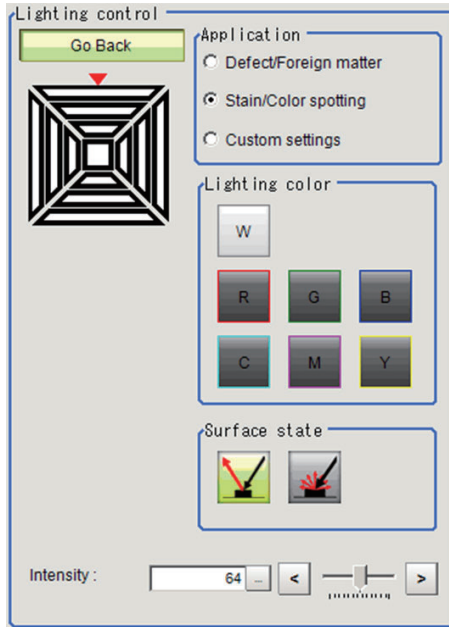 Lighting control
Go Back
Application
Defect/Foreign matter
Stain/Color spotting
Custom settings
Lighting color
W
R G B
C M Y
Surface state
Intensity : 64 ... < >